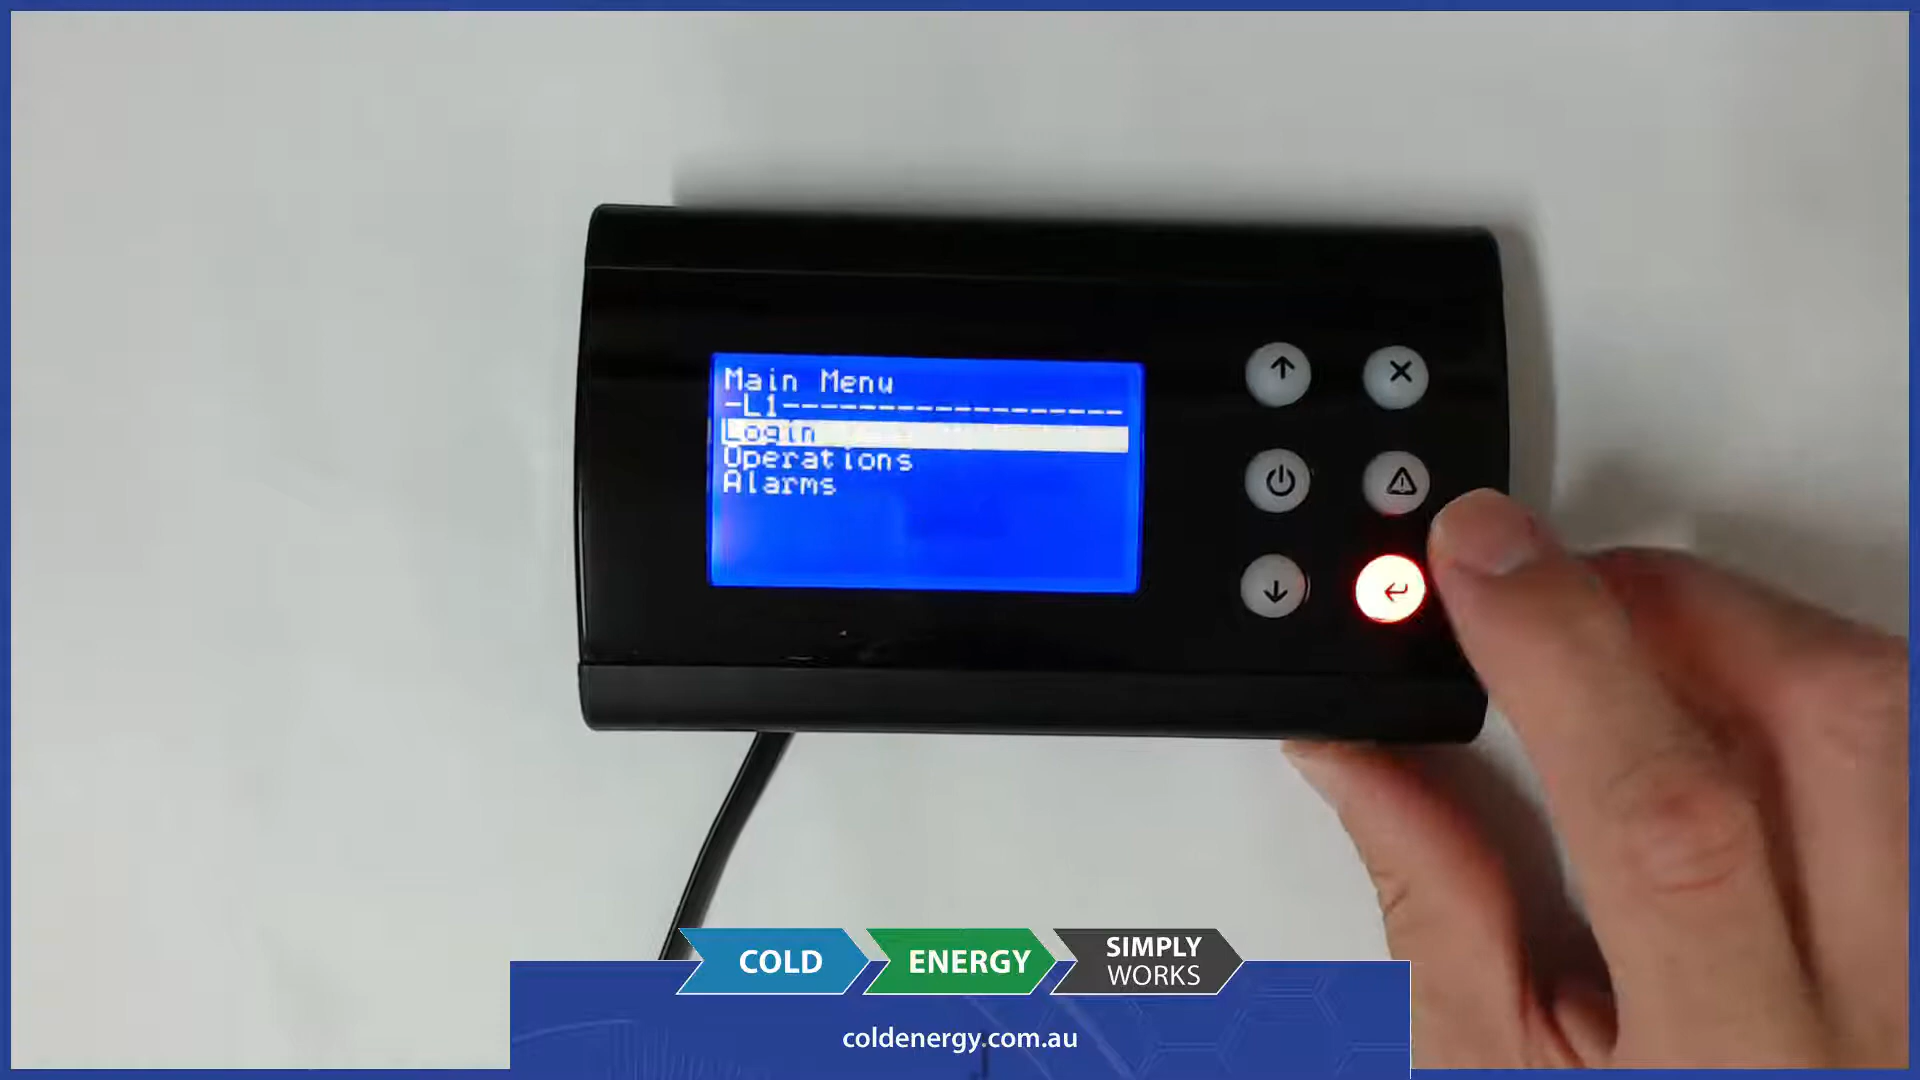 Main Menu
-L1------------------
Login
Operations
Alarms
COLD
ENERGY
SIMPLY
WORKS
coldenergy.com.au